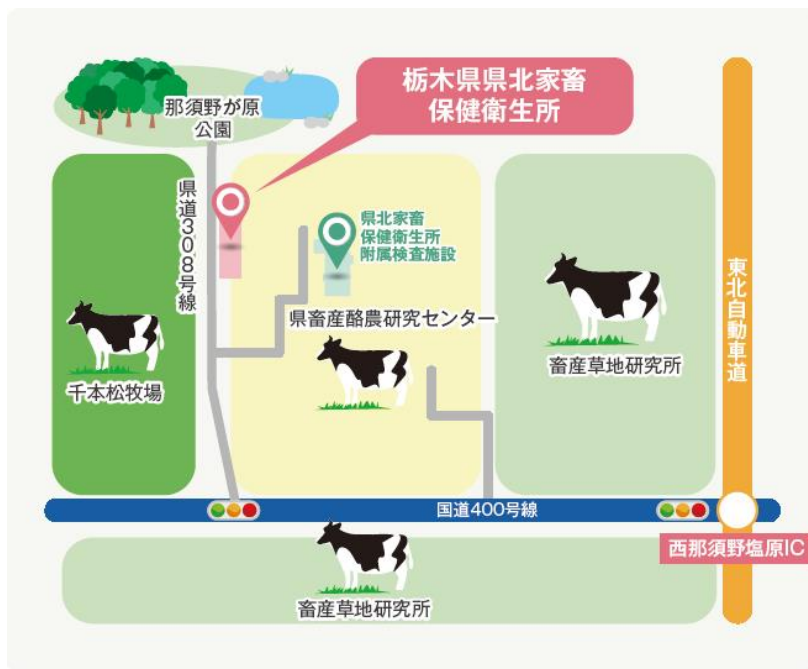 栃木県県北家畜
保健衛生所
那須野が原
公園
県道308号線
県北家畜
保健衛生所
附属検査施設
県畜産酪農研究センター
千本松牧場
畜産草地研究所
東北自動車道
国道400号線
西那須野塩原IC
畜産草地研究所